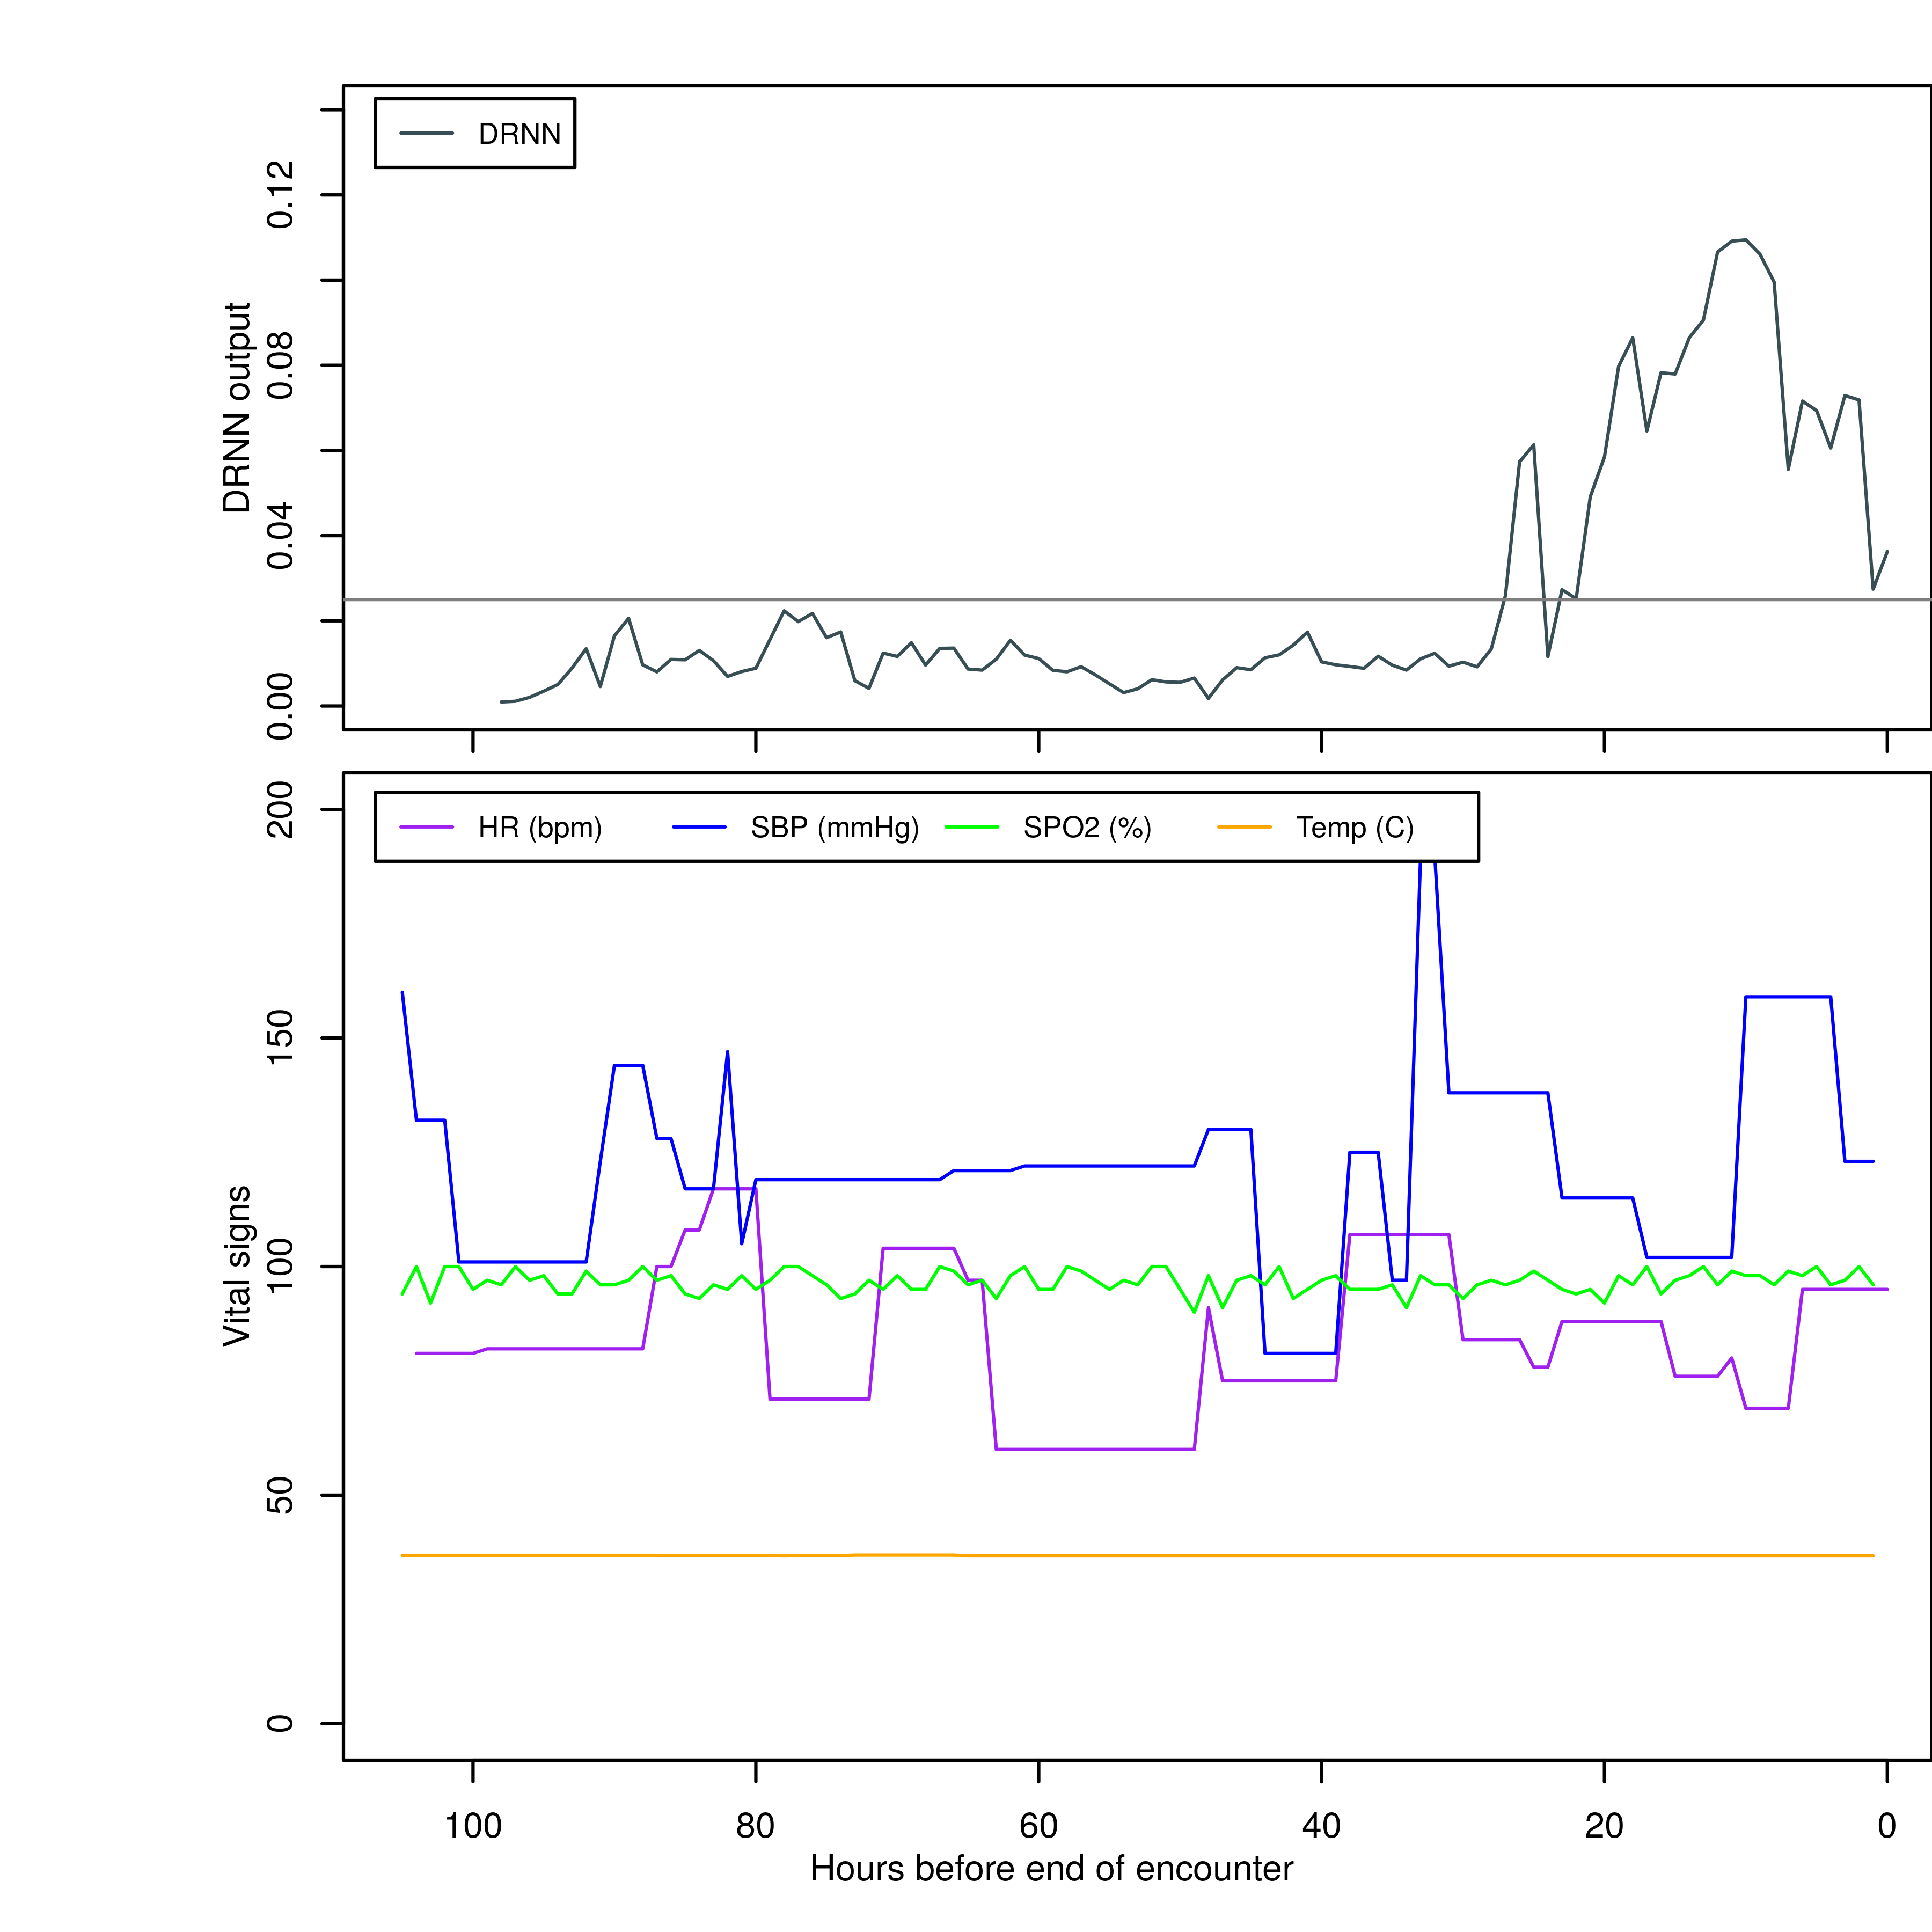 DRNN
DRNN output
0.12
0.08
0.04
0.00
HR (bpm) SBP (mmHg) SPO2 (%) Temp (C)
Vital signs
200
150
100
50
0
100 80 60 40 20 0
Hours before end of encounter